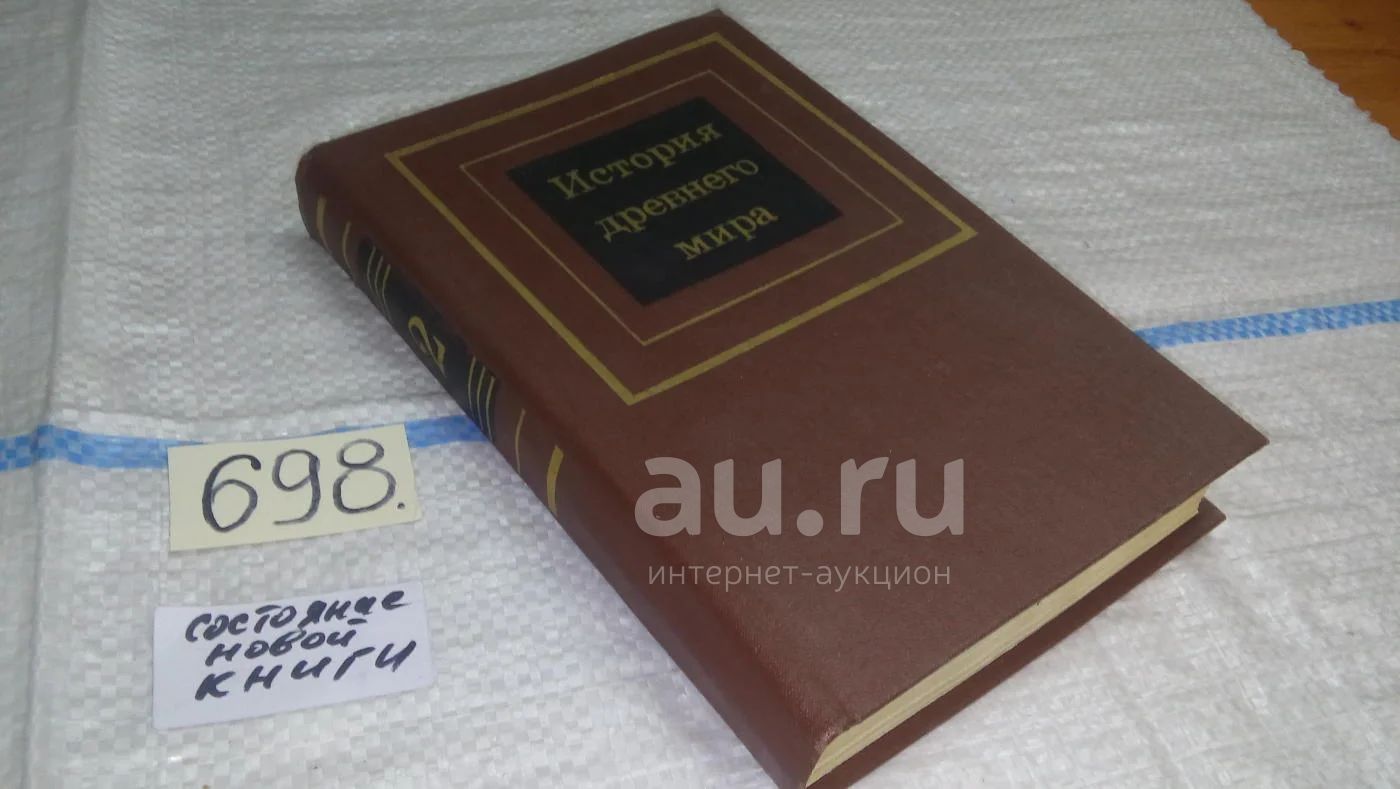 История
древнего
мира
2
698.
состояние
новой
книги
au.ru
интернет-аукцион